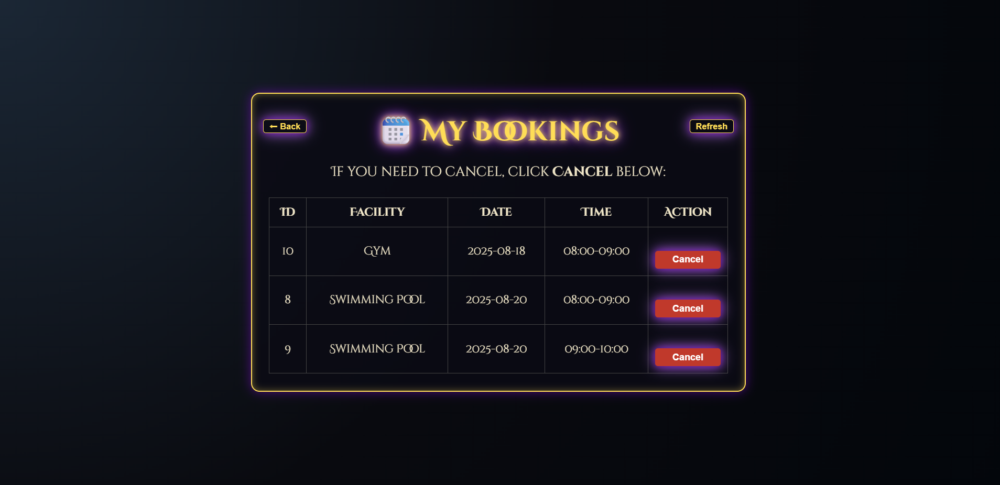 ← Back
My Bookings
Refresh
If you need to cancel, click Cancel below:
ID Facility Date Time Action
10 Gym 2025-08-18 08:00-09:00 Cancel
8 Swimming Pool 2025-08-20 08:00-09:00 Cancel
9 Swimming Pool 2025-08-20 09:00-10:00 Cancel